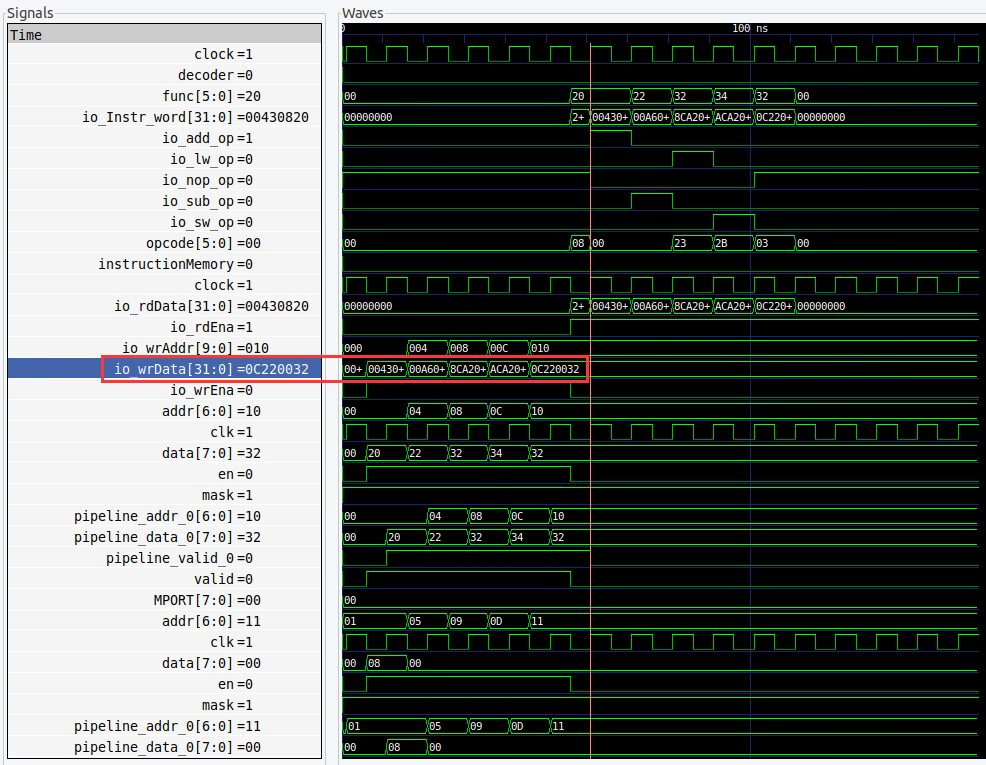 Signals
Waves
Time
0
100 ns
clock=1
decoder=0
func[5:0]=20
00 20 22 32 34 32 00
io_Instr_word[31:0]=00430820
00000000 2+ 00430+ 00A60+ 8CA20+ ACA20+ 0C220+ 00000000
io_add_op=1
io_lw_op=0
io_nop_op=0
io_sub_op=0
io_sw_op=0
opcode[5:0]=00
00 08 00 23 2B 03 00
instructionMemory=0
clock=1
io_rdData[31:0]=00430820
00000000 2+ 00430+ 00A60+ 8CA20+ ACA20+ 0C220+ 00000000
io_rdEna=1
io_wrAddr[9:0]=010
000 004 008 00C 010
io_wrData[31:0]=0C220032
00+ 00430+ 00A60+ 8CA20+ ACA20+ 0C220032
io_wrEna=0
addr[6:0]=10
00 04 08 0C 10
clk=1
data[7:0]=32
00 20 22 32 34 32
en=0
mask=1
pipeline_addr_0[6:0]=10
00 04 08 0C 10
pipeline_data_0[7:0]=32
00 20 22 32 34 32
pipeline_valid_0=0
valid=0
MPORT[7:0]=00
00
addr[6:0]=11
01 05 09 0D 11
clk=1
data[7:0]=00
00 08 00
en=0
mask=1
pipeline_addr_0[6:0]=11
01 05 09 0D 11
pipeline_data_0[7:0]=00
00 08 00